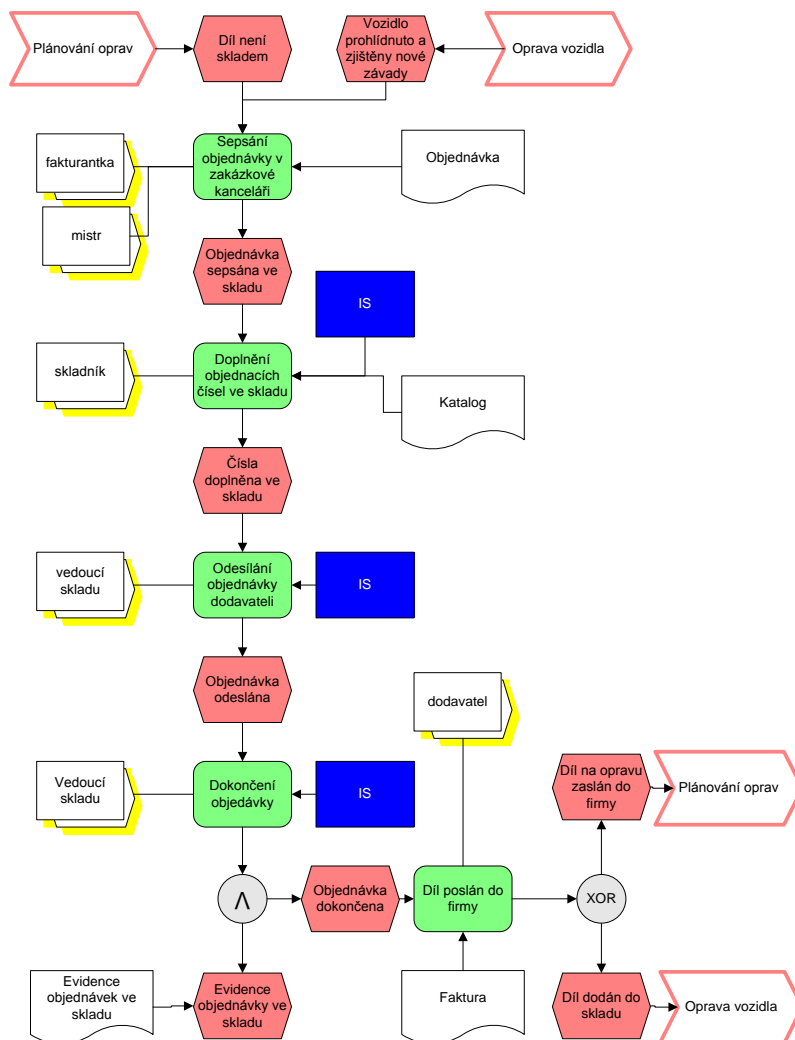 Plánování oprav
Díl není
skladem
Vozidlo
prohlídnuto a
zjištěny nové
závady
Oprava vozidla
fakturantka
Sepsání
objednávky v
zakázkové
kanceláři
Objednávka
mistr
Objednávka
sepsána ve
skladu
IS
skladník
Doplnění
objednacích
čísel ve skladu
Katalog
Čísla
doplněna ve
skladu
vedoucí
skladu
Odesílání
objednávky
dodavateli
IS
Objednávka
odeslána
dodavatel
Vedoucí
skladu
Dokončení
objedávky
IS
Díl na opravu
zaslán do
firmy
Plánování oprav
Λ
Objednávka
dokončena
Díl poslán do
firmy
XOR
Evidence
objednávek ve
skladu
Evidence
objednávky ve
skladu
Faktura
Díl dodán do
skladu
Oprava vozidla